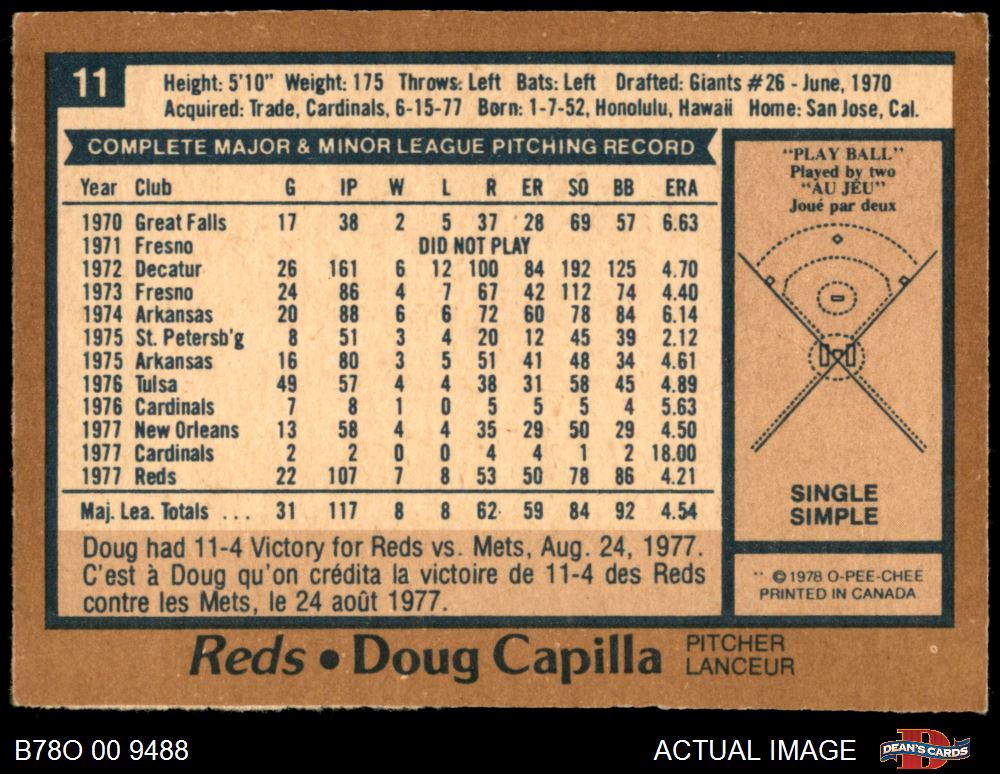 11
Height: 5'10" Weight: 175 Throws: Left Bats: Left Drafted: Giants #26 - June, 1970
Acquired: Trade, Cardinals, 6-15-77 Born: 1-7-52, Honolulu, Hawaii Home: San Jose, Cal.
COMPLETE MAJOR & MINOR LEAGUE PITCHING RECORD
Year Club G IP W L R ER SO BB ERA
1970 Great Falls 17 38 2 5 37 28 69 57 6.63
1971 Fresno DID NOT PLAY
1972 Decatur 26 161 6 12 100 84 192 125 4.70
1973 Fresno 24 86 4 7 67 42 112 74 4.40
1974 Arkansas 20 88 6 6 72 60 78 84 6.14
1975 St. Petersb'g 8 51 3 4 20 12 45 39 2.12
1975 Arkansas 16 80 3 5 51 41 48 34 4.61
1976 Tulsa 49 57 4 4 38 31 58 45 4.89
1976 Cardinals 7 8 1 0 5 5 5 4 5.63
1977 New Orleans 13 58 4 4 35 29 50 29 4.50
1977 Cardinals 2 2 0 0 4 4 1 2 18.00
1977 Reds 22 107 7 8 53 50 78 86 4.21
Maj. Lea. Totals ... 31 117 8 8 62 59 84 92 4.54
Doug had 11-4 Victory for Reds vs. Mets, Aug. 24, 1977.
C'est à Doug qu'on crédita la victoire de 11-4 des Reds
contre les Mets, le 24 août 1977.
"PLAY BALL"
Played by two
"AU JEU"
Joué par deux
SINGLE
SIMPLE
** © 1978 O-PEE-CHEE
PRINTED IN CANADA
Reds • Doug Capilla PITCHER
LANCEUR
B78O 00 9488
ACTUAL IMAGE
DEAN'S CARDS